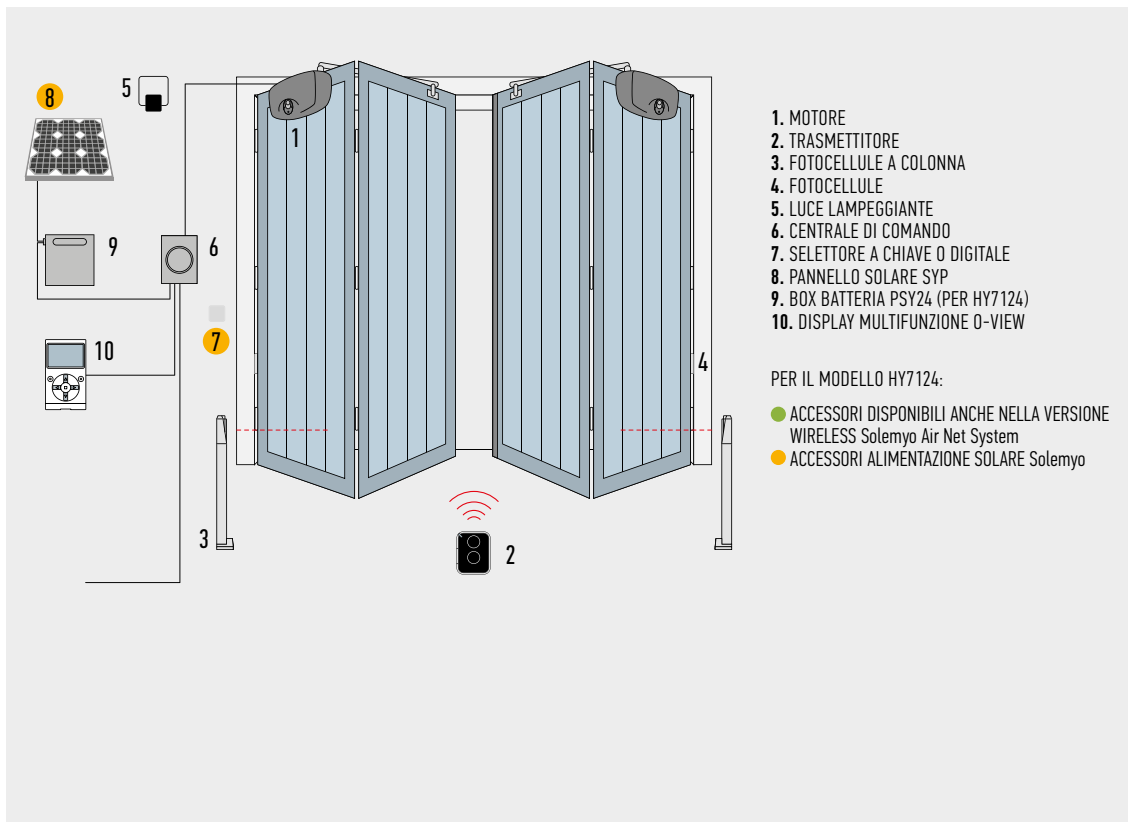 8
5
1
9
6
7
10
4
3
2
1. MOTORE
2. TRASMETTITORE
3. FOTOCELLULE A COLONNA
4. FOTOCELLULE
5. LUCE LAMPEGGIANTE
6. CENTRALE DI COMANDO
7. SELETTORE A CHIAVE O DIGITALE
8. PANNELLO SOLARE SYP
9. BOX BATTERIA PSY24 (PER HY7124)
10. DISPLAY MULTIFUNZIONE O-VIEW
PER IL MODELLO HY7124:
ACCESSORI DISPONIBILI ANCHE NELLA VERSIONE
WIRELESS Solemyo Air Net System
ACCESSORI ALIMENTAZIONE SOLARE Solemyo